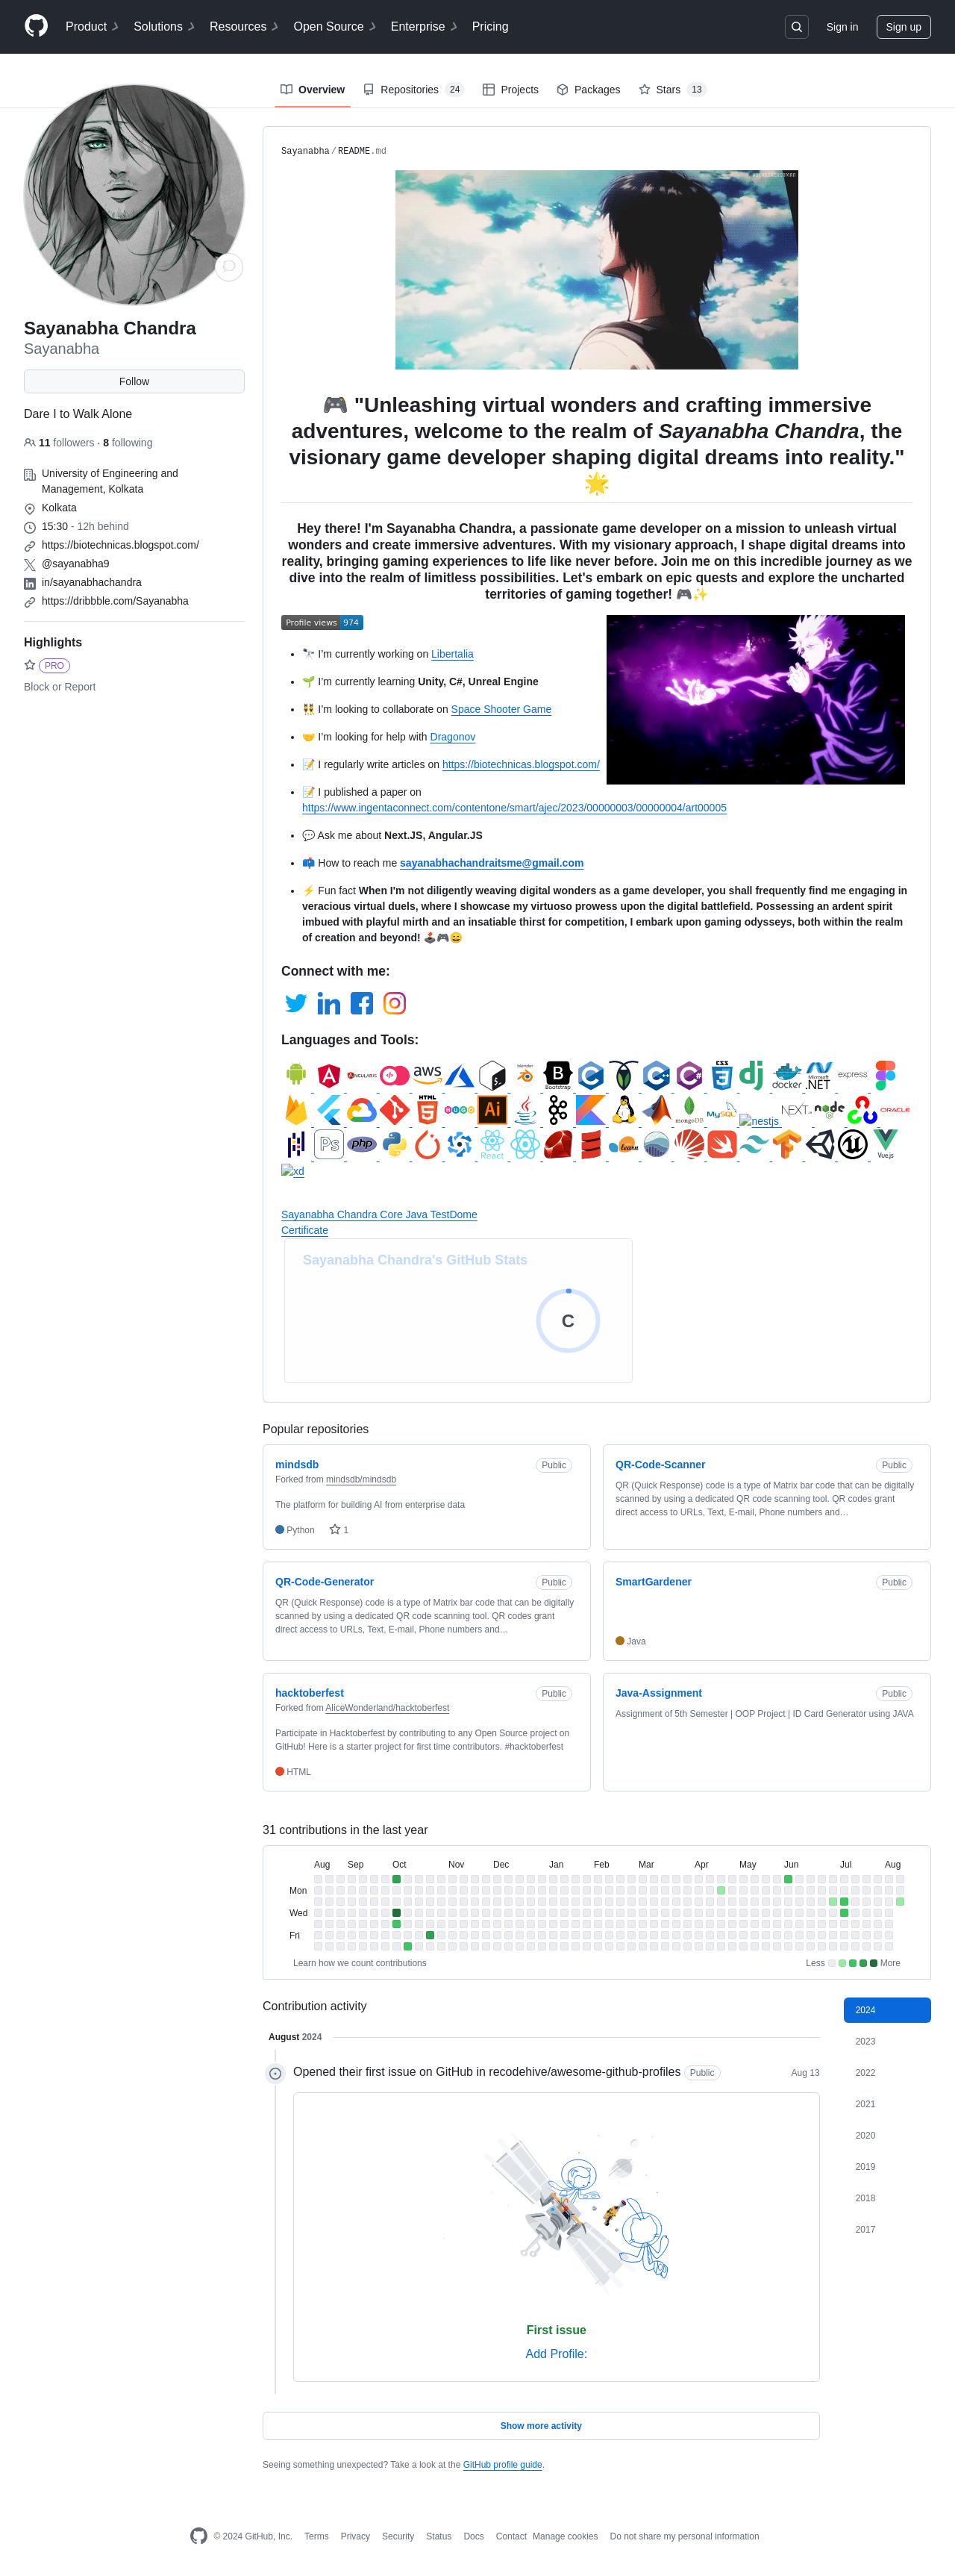 Product
Solutions
Resources
Open Source
Enterprise
Pricing
Sign in
Sign up
Overview
Repositories 24
Projects
Packages
Stars 13
Sayanabha Chandra
Sayanabha
Follow
Dare I to Walk Alone
11 followers · 8 following
University of Engineering and
Management, Kolkata
Kolkata
15:30 - 12h behind
https://biotechnicas.blogspot.com/
@sayanabha9
in/sayanabhachandra
https://dribbble.com/Sayanabha
Highlights
PRO
Block or Report
Sayanabha/README.md
🎮 "Unleashing virtual wonders and crafting immersive
adventures, welcome to the realm of Sayanabha Chandra, the
visionary game developer shaping digital dreams into reality."
🌟
Hey there! I'm Sayanabha Chandra, a passionate game developer on a mission to unleash virtual
wonders and create immersive adventures. With my visionary approach, I shape digital dreams into
reality, bringing gaming experiences to life like never before. Join me on this incredible journey as we
dive into the realm of limitless possibilities. Let's embark on epic quests and explore the uncharted
territories of gaming together! 🎮✨
Profile views 974
🔭 I'm currently working on Libertalia
🌱 I'm currently learning Unity, C#, Unreal Engine
👯 I'm looking to collaborate on Space Shooter Game
🤝 I'm looking for help with Dragonov
📝 I regularly write articles on https://biotechnicas.blogspot.com/
📝 I published a paper on
https://www.ingentaconnect.com/contentone/smart/ajec/2023/00000003/00000004/art00005
💬 Ask me about Next.JS, Angular.JS
📫 How to reach me sayanabhachandraitsme@gmail.com
⚡ Fun fact When I'm not diligently weaving digital wonders as a game developer, you shall frequently find me engaging in
veracious virtual duels, where I showcase my virtuoso prowess upon the digital battlefield. Possessing an ardent spirit
imbued with playful mirth and an insatiable thirst for competition, I embark upon gaming odysseys, both within the realm
of creation and beyond! 🕹️🎮😄
Connect with me:
Languages and Tools:
ANGULARJS aws blender Bootstrap CSS docker Microsoft .NET express
HTML HUGO Ai Java mongoDB MySQL nestjs NEXT node ORACLE
Ps php React Vue.js
xd
Sayanabha Chandra Core Java TestDome
Certificate
Sayanabha Chandra's GitHub Stats
C
Popular repositories
mindsdb Public
Forked from mindsdb/mindsdb
The platform for building AI from enterprise data
Python 1
QR-Code-Scanner Public
QR (Quick Response) code is a type of Matrix bar code that can be digitally
scanned by using a dedicated QR code scanning tool. QR codes grant
direct access to URLs, Text, E-mail, Phone numbers and…
QR-Code-Generator Public
QR (Quick Response) code is a type of Matrix bar code that can be digitally
scanned by using a dedicated QR code scanning tool. QR codes grant
direct access to URLs, Text, E-mail, Phone numbers and…
SmartGardener Public
Java
hacktoberfest Public
Forked from AliceWonderland/hacktoberfest
Participate in Hacktoberfest by contributing to any Open Source project on
GitHub! Here is a starter project for first time contributors. #hacktoberfest
HTML
Java-Assignment Public
Assignment of 5th Semester | OOP Project | ID Card Generator using JAVA
31 contributions in the last year
Aug Sep Oct Nov Dec Jan Feb Mar Apr May Jun Jul Aug
Mon
Wed
Fri
Learn how we count contributions
Less More
Contribution activity
2024
2023
2022
2021
2020
2019
2018
2017
August 2024
Opened their first issue on GitHub in recodehive/awesome-github-profiles Public Aug 13
First issue
Add Profile:
Show more activity
Seeing something unexpected? Take a look at the GitHub profile guide.
© 2024 GitHub, Inc. Terms Privacy Security Status Docs Contact Manage cookies Do not share my personal information